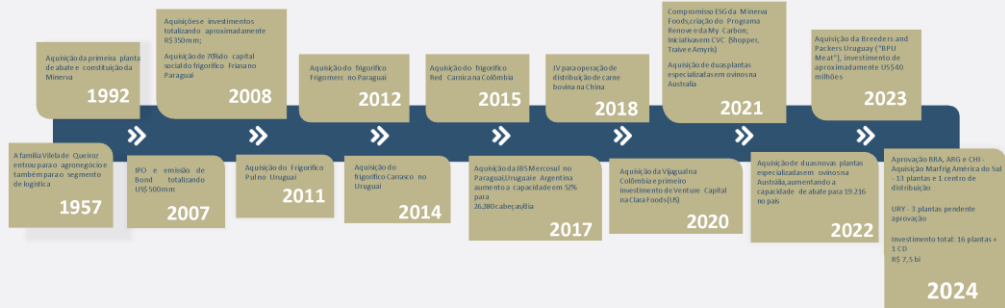 Aquisição da primeira planta
de abate e constituição da
Minerva
1992
Aquisições e investimentos
totalizando aproximadamente
R$350mm;
Aquisição de 70% do capital
social do frigorífico Friasa no
Paraguai
2008
Aquisição do frigorífico
Frigomerc no Paraguai
2012
Aquisição do frigorífico
Red Carnica na Colômbia
2015
JV para operação de
distribuição de carne
bovina na China
2018
Compromisso ESG da Minerva
Foods, criação do Programa
Renove e da My Carbon;
Iniciativas em CVC (Shopper,
Traive e Amyris)
Aquisição de duas plantas
especializadas em ovinos na
Australia
2021
Aquisição da Breeders and
Packers Uruguay ("BPU
Meat"), investimento de
aproximadamente US$40
milhões
2023
A família Vilela de Queiroz
entrou para o agronegócio e
também para o segmento
de logística
1957
IPO e emissão de
Bond totalizando
US$ 500mm
2007
Aquisição do Frigorífico
Pul no Uruguai
2011
Aquisição do
frigorífico Carrasco no
Uruguai
2014
Aquisição da JBS Mercosul no
Paraguai, Uruguai e Argentina
aumento a capacidade em 52%
para
26.380 cabeças/dia
2017
Aquisição da Vijagual na
Colômbia e primeiro
investimento de Venture Capital
na Clara Foods (US)
2020
Aquisição de duas novas plantas
especializadas em ovinos na
Austrália, aumentando a
capacidade de abate para 19.216
no país
2022
Aprovação BRA, ARG e CHI -
Aquisição Marfrig América do Sul
- 13 plantas e 1 centro de
distribuição
URY - 3 plantas pendente
aprovação
Investimento total: 16 plantas +
1 CD
R$ 7,5 bi
2024